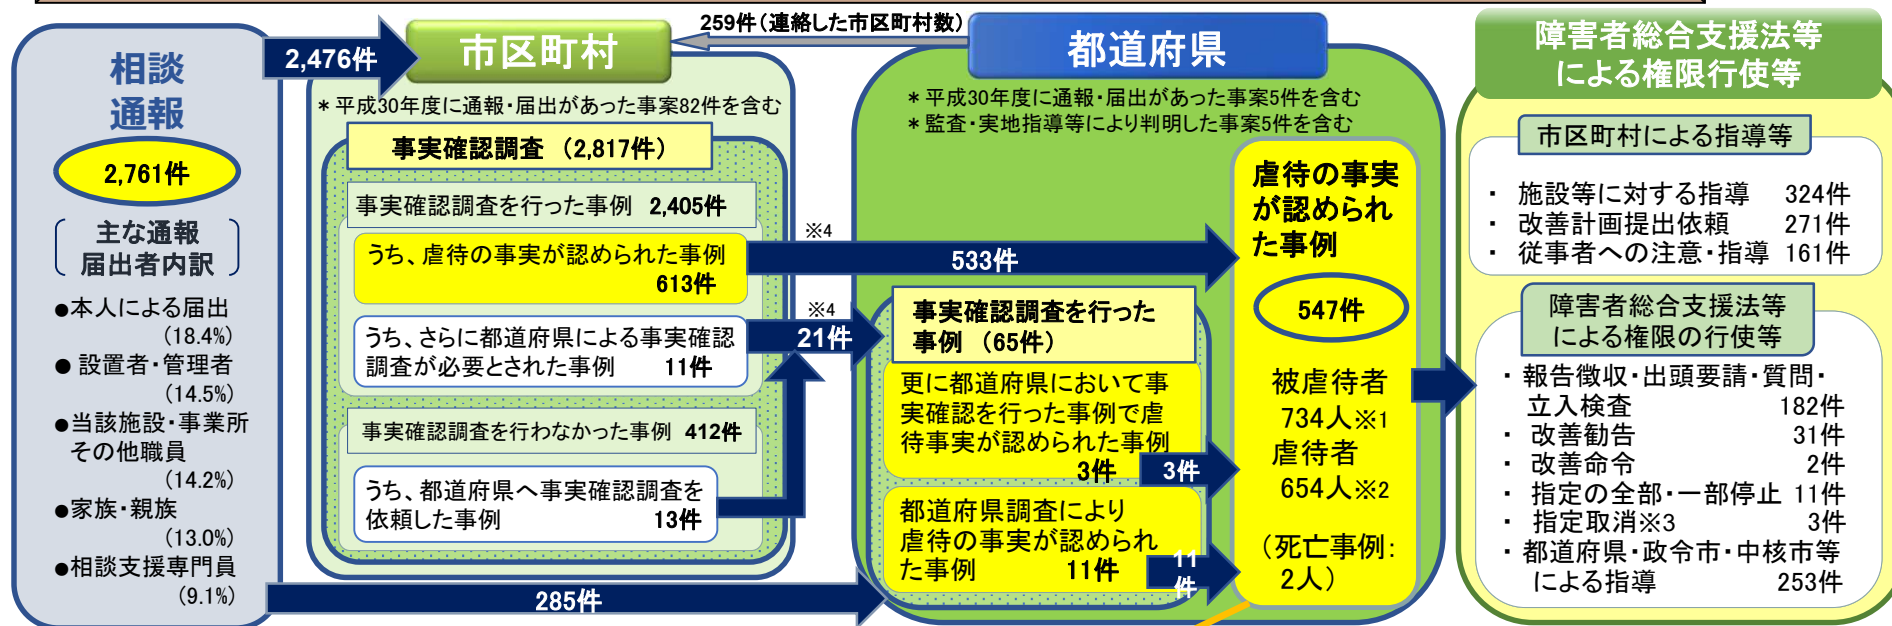 相談
通報
2,761件
主な通報
届出者内訳
●本人による届出
(18.4%)
● 設置者・管理者
(14.5%)
●当該施設・事業所
その他職員
(14.2%)
●家族・親族
(13.0%)
●相談支援専門員
(9.1%)
2,476件
285件
市区町村
＊平成30年度に通報・届出があった事案82件を含む
事実確認調査 （2,817件）
事実確認調査を行った事例 2,405件
うち、虐待の事実が認められた事例
613件
うち、さらに都道府県による事実確認
調査が必要とされた事例 11件
事実確認調査を行わなかった事例 412件
うち、都道府県へ事実確認調査を
依頼した事例 13件
259件（連絡した市区町村数）
※4
533件
※4
21件
都道府県
＊平成30年度に通報・届出があった事案5件を含む
＊監査・実地指導等により判明した事案5件を含む
事実確認調査を行った
事例 （65件）
更に都道府県において事
実確認を行った事例で虐
待事実が認められた事例
3件
3件
都道府県調査により
虐待の事実が認められ
た事例 11件
11
件
虐待の事実
が認められ
た事例
547件
被虐待者
734人※1
虐待者
654人※2
（死亡事例：
2人）
障害者総合支援法等
による権限行使等
市区町村による指導等
・ 施設等に対する指導 324件
・ 改善計画提出依頼 271件
・ 従事者への注意・指導 161件
障害者総合支援法等
による権限の行使等
・ 報告徴収・出頭要請・質問・
立入検査 182件
・ 改善勧告 31件
・ 改善命令 2件
・ 指定の全部・一部停止 11件
・ 指定取消※3 3件
・ 都道府県・政令市・中核市等
による指導 253件